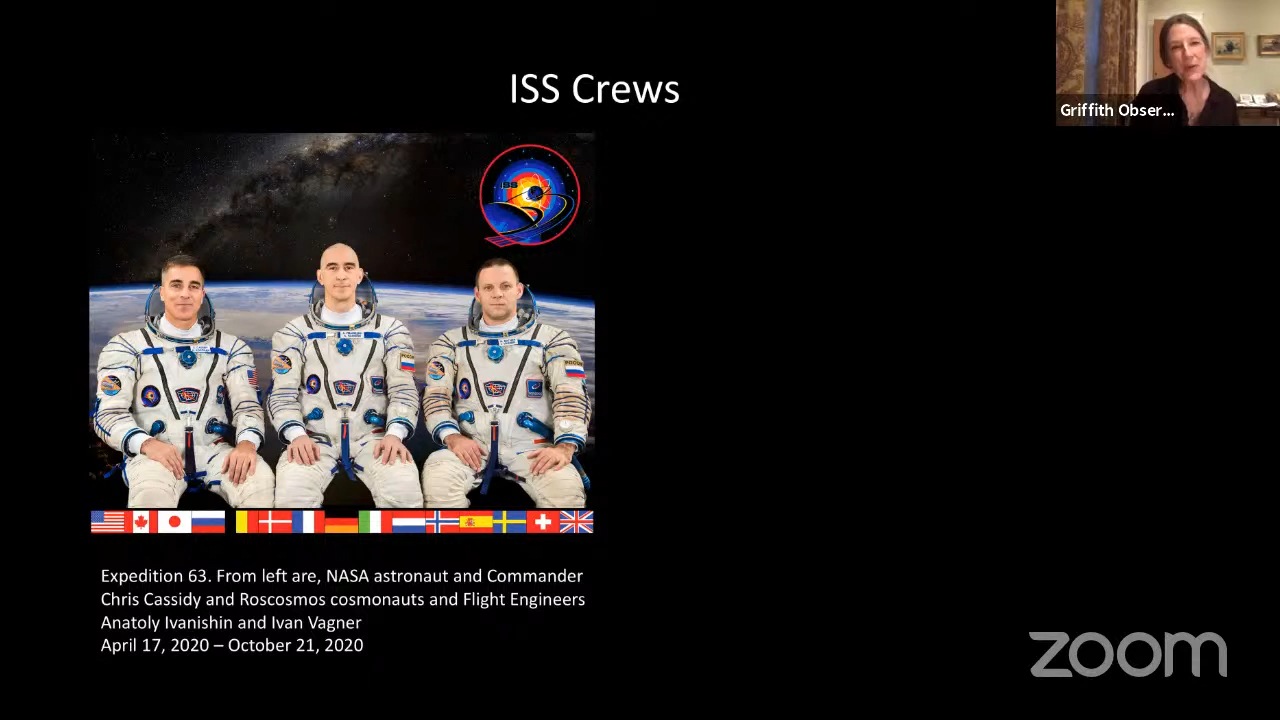 ISS Crews
Griffith Obser...
ISS
Expedition 63. From left are, NASA astronaut and Commander
Chris Cassidy and Roscosmos cosmonauts and Flight Engineers
Anatoly Ivanishin and Ivan Vagner
April 17, 2020 – October 21, 2020
zoom